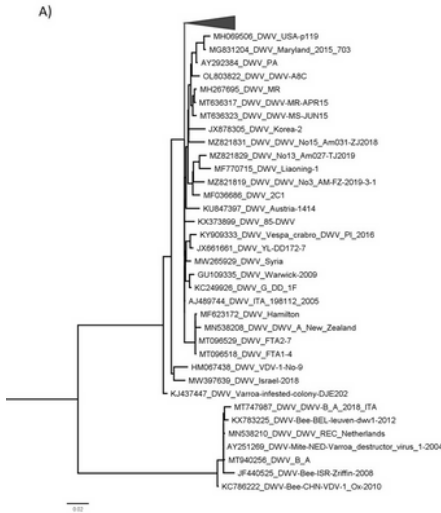 A)
MH069506_DWV_USA-p119
MG831204_DWV_Maryland_2015_703
AY292384_DWV_PA
OL803822_DWV_DWV-A8C
MH267695_DWV_MR
MT636317_DWV_DWV-MR-APR15
MT636323_DWV_DWV-MS-JUN15
JX878305_DWV_Korea-2
MZ821831_DWV_DWV_No15_Am031-ZJ2018
MZ821829_DWV_No13_Am027-TJ2019
MF770715_DWV_Liaoning-1
MZ821819_DWV_DWV_No3_AM-FZ-2019-3-1
MF036686_DWV_2C1
KU847397_DWV_Austria-1414
KX373899_DWV_85-DWV
KY909333_DWV_Vespa_crabro_DWV_PI_2016
JX661661_DWV_YL-DD172-7
MW265929_DWV_Syria
GU109335_DWV_Warwick-2009
KC249926_DWV_G_DD_1F
AJ489744_DWV_ITA_198112_2005
MF623172_DWV_Hamilton
MN538208_DWV_DWV_A_New_Zealand
MT096529_DWV_FTA2-7
MT096518_DWV_FTA1-4
HM067438_DWV_VDV-1-No-9
MW397639_DWV_Israel-2018
KJ437447_DWV_Varroa-infested-colony-DJE202
MT747987_DWV_DWV-B_A_2018_ITA
KX783225_DWV-Bee-BEL-leuven-dwv1-2012
MN538210_DWV_DWV_REC_Netherlands
AY251269_DWV-Mite-NED-Varroa_destructor_virus_1-2004
MT940256_DWV_B_A
JF440525_DWV-Bee-ISR-Zriffin-2008
KC786222_DWV-Bee-CHN-VDV-1_Ox-2010
0.02